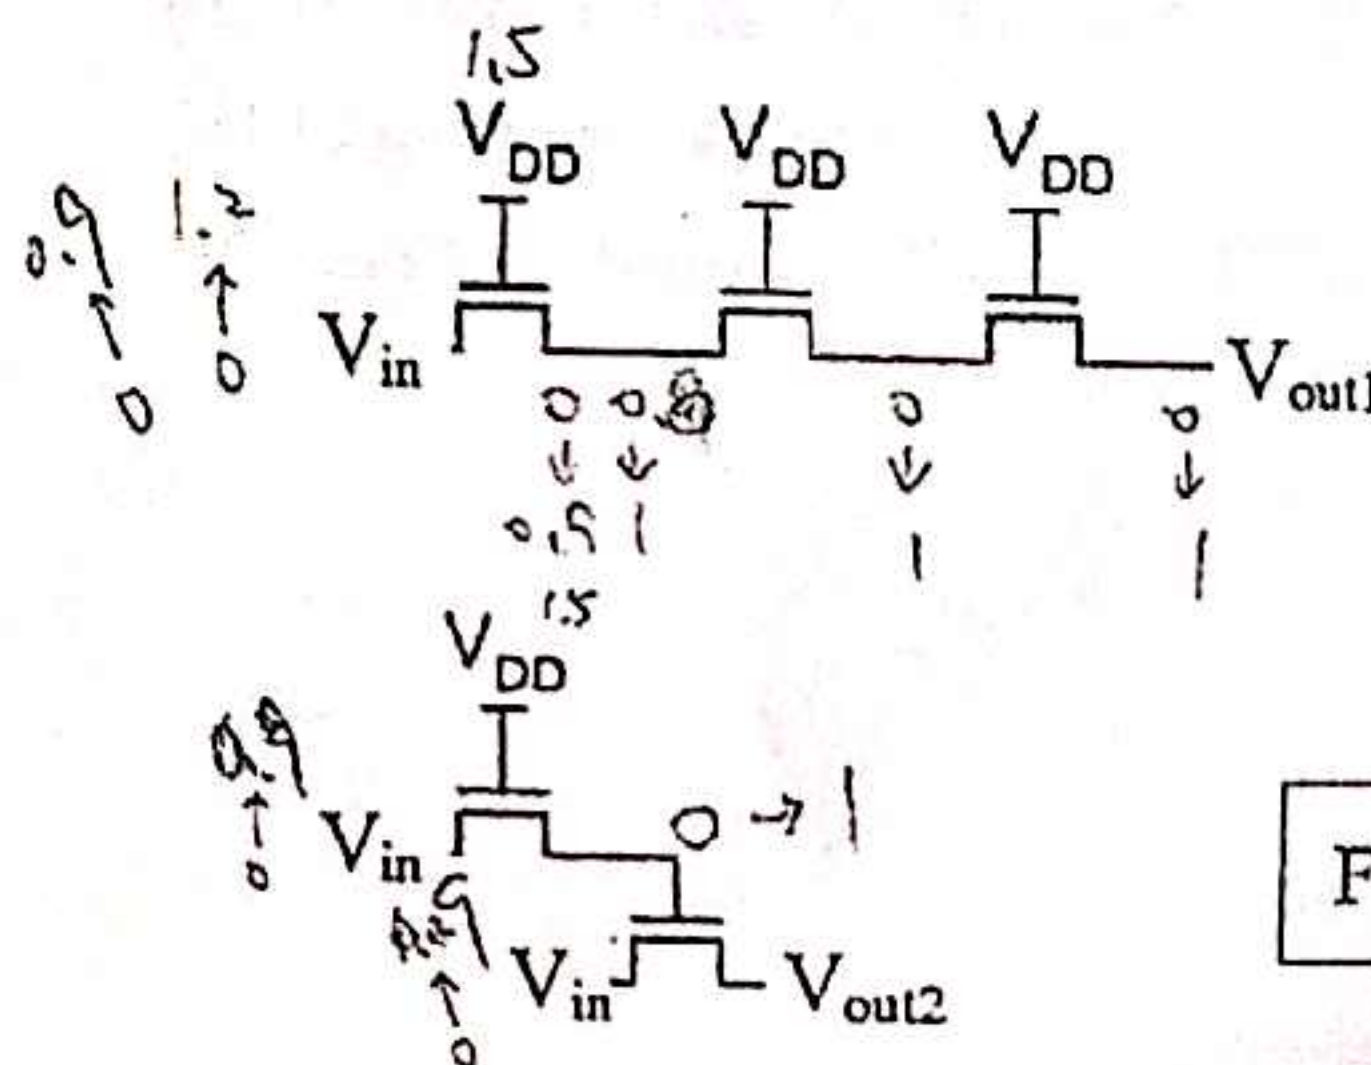 1.5
VDD VDD VDD
0.9 1.2
Vin Vout1
0 0 0 0 0
0.9 1 1 1
1.5
VDD
0.9
0 → 1
Vin
0
Vin Vout2
0
F